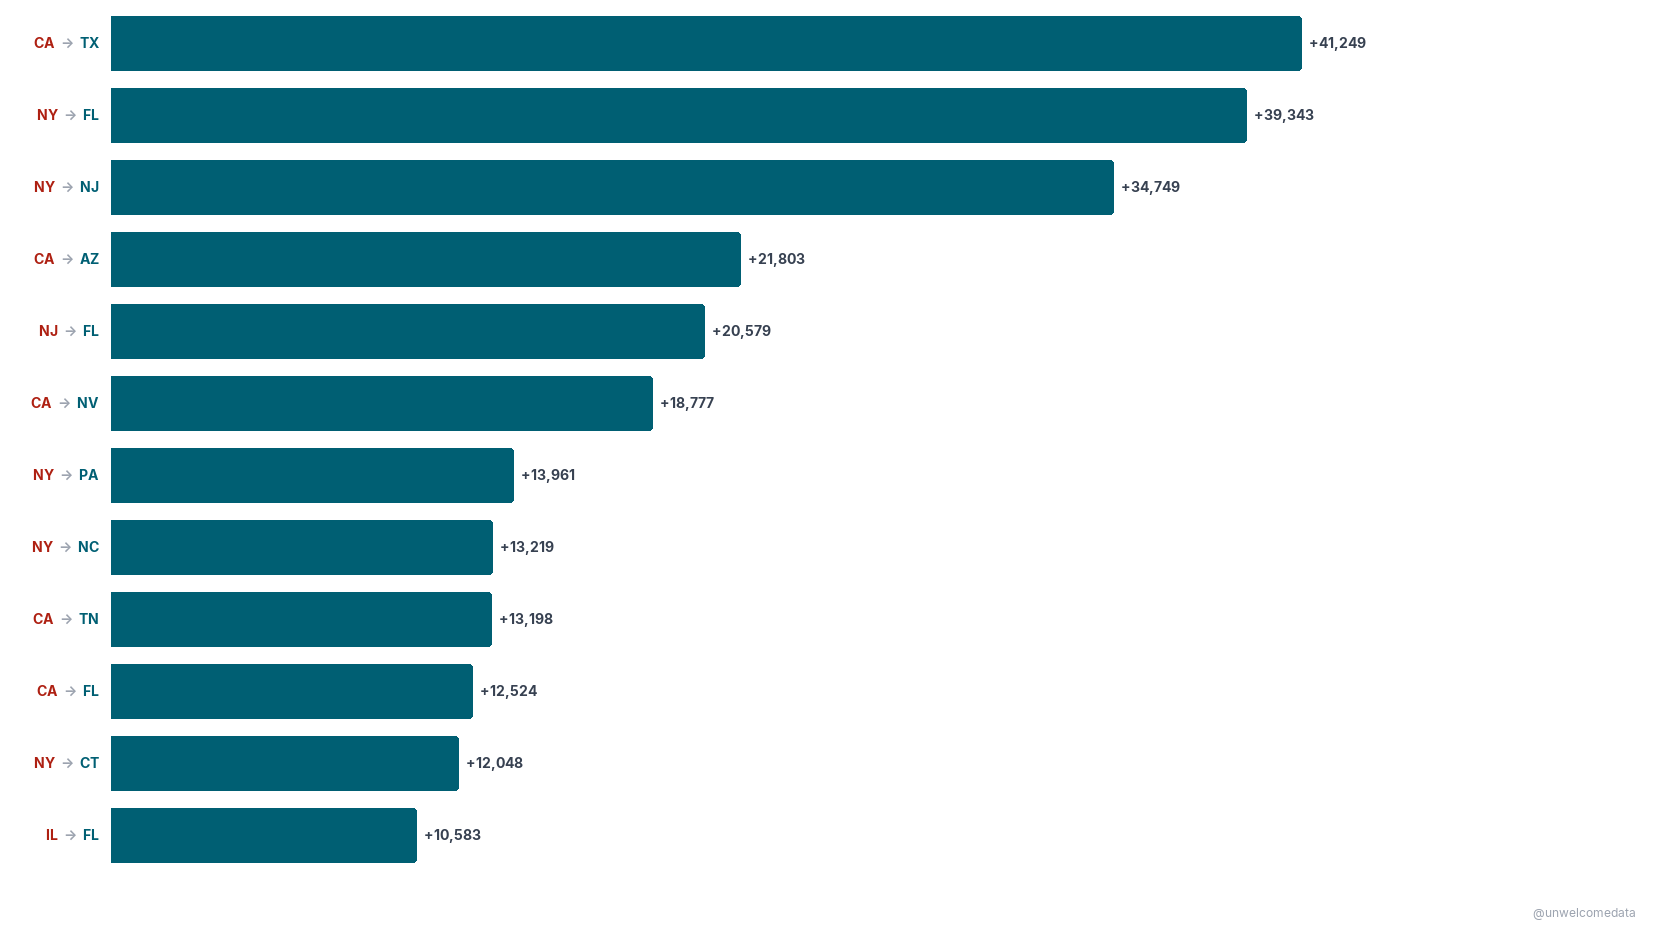 CA → TX +41,249
NY → FL +39,343
NY → NJ +34,749
CA → AZ +21,803
NJ → FL +20,579
CA → NV +18,777
NY → PA +13,961
NY → NC +13,219
CA → TN +13,198
CA → FL +12,524
NY → CT +12,048
IL → FL +10,583
@unwelcomedata